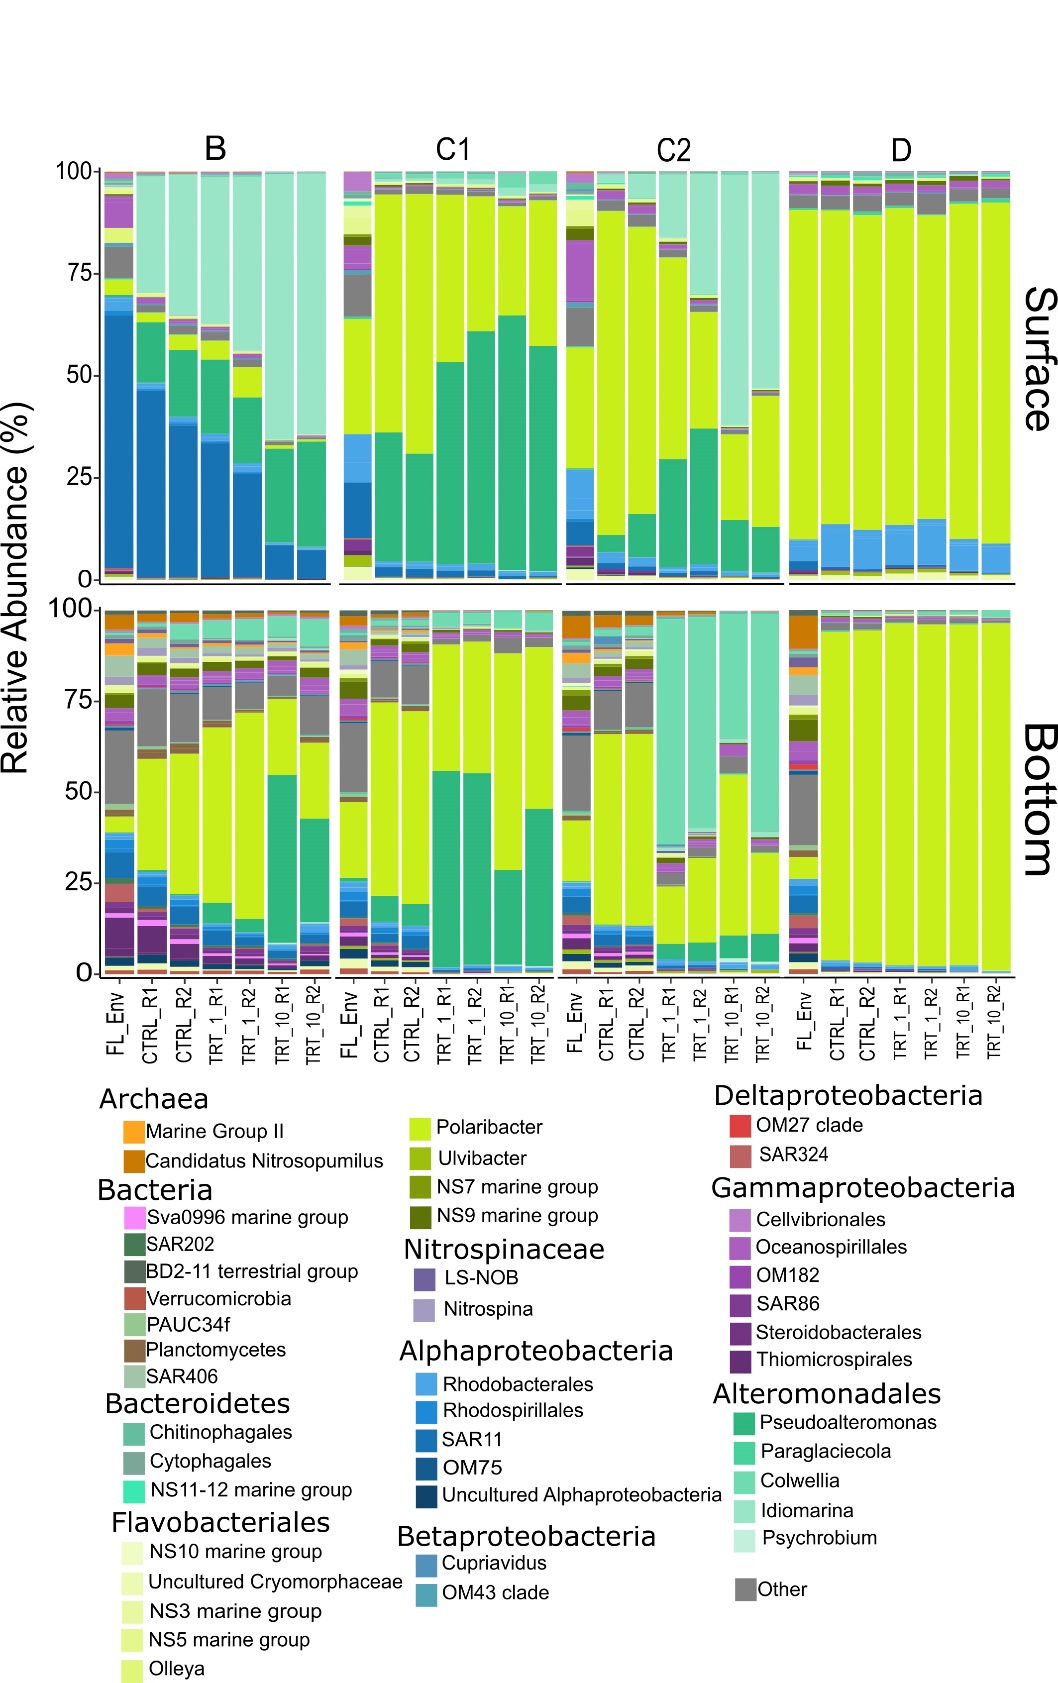 B C1 C2 D
100
75
50
25
0
Surface
Relative Abundance (%)
100
75
50
25
0
Bottom
FL_Env CTRL_R1 CTRL_R2 TRT_1_R1 TRT_1_R2 TRT_10_R1 TRT_10_R2 FL_Env CTRL_R1 CTRL_R2 TRT_1_R1 TRT_1_R2 TRT_10_R1 TRT_10_R2 FL_Env CTRL_R1 CTRL_R2 TRT_1_R1 TRT_1_R2 TRT_10_R1 TRT_10_R2 FL_Env CTRL_R1 CTRL_R2 TRT_1_R1 TRT_1_R2 TRT_10_R1 TRT_10_R2
Archaea
Marine Group II
Candidatus Nitrosopumilus
Bacteria
Sva0996 marine group
SAR202
BD2-11 terrestrial group
Verrucomicrobia
PAUC34f
Planctomycetes
SAR406
Bacteroidetes
Chitinophagales
Cytophagales
NS11-12 marine group
Flavobacteriales
NS10 marine group
Uncultured Cryomorphaceae
NS3 marine group
NS5 marine group
Olleya
Polaribacter
Ulvibacter
NS7 marine group
NS9 marine group
Nitrospinaceae
LS-NOB
Nitrospina
Alphaproteobacteria
Rhodobacterales
Rhodospirillales
SAR11
OM75
Uncultured Alphaproteobacteria
Betaproteobacteria
Cupriavidus
OM43 clade
Deltaproteobacteria
OM27 clade
SAR324
Gammaproteobacteria
Cellvibrionales
Oceanospirillales
OM182
SAR86
Steroidobacterales
Thiomicrospirales
Alteromonadales
Pseudoalteromonas
Paraglaciecola
Colwellia
Idiomarina
Psychrobium
Other